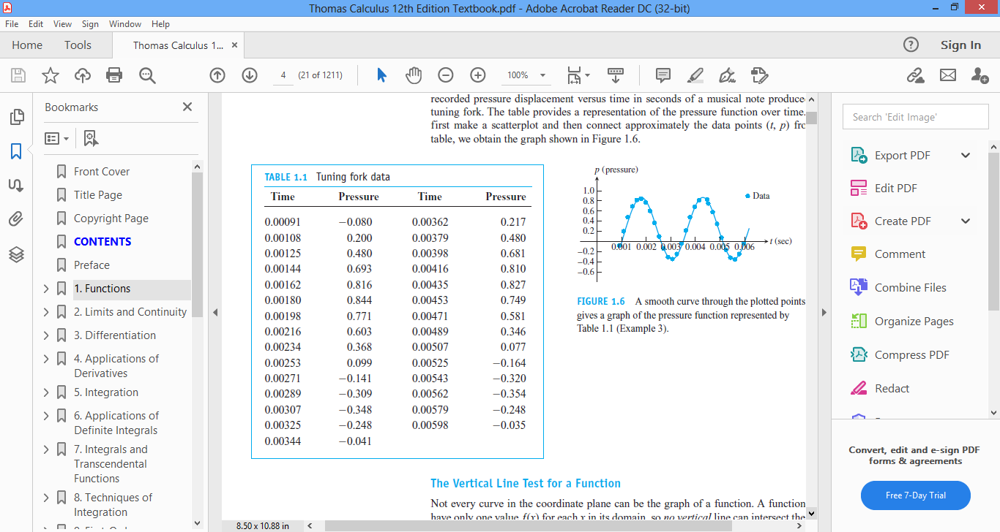 Thomas Calculus 12th Edition Textbook.pdf - Adobe Acrobat Reader DC (32-bit)
File Edit View Sign Window Help
Home Tools Thomas Calculus 1... × Sign In
4 (21 of 1211) 100%
Bookmarks
Front Cover
Title Page
Copyright Page
CONTENTS
Preface
1. Functions
2. Limits and Continuity
3. Differentiation
4. Applications of
Derivatives
5. Integration
6. Applications of
Definite Integrals
7. Integrals and
Transcendental
Functions
8. Techniques of
Integration
recorded pressure displacement versus time in seconds of a musical note produce
tuning fork. The table provides a representation of the pressure function over time.
first make a scatterplot and then connect approximately the data points (t, p) frc
table, we obtain the graph shown in Figure 1.6.
TABLE 1.1 Tuning fork data
Time Pressure Time Pressure
0.00091 −0.080 0.00362 0.217
0.00108 0.200 0.00379 0.480
0.00125 0.480 0.00398 0.681
0.00144 0.693 0.00416 0.810
0.00162 0.816 0.00435 0.827
0.00180 0.844 0.00453 0.749
0.00198 0.771 0.00471 0.581
0.00216 0.603 0.00489 0.346
0.00234 0.368 0.00507 0.077
0.00253 0.099 0.00525 −0.164
0.00271 −0.141 0.00543 −0.320
0.00289 −0.309 0.00562 −0.354
0.00307 −0.348 0.00579 −0.248
0.00325 −0.248 0.00598 −0.035
0.00344 −0.041
p (pressure)
1.0
0.8
0.6
0.4
0.2
−0.2
−0.4
−0.6
Data
t (sec)
0.001 0.002 0.003 0.004 0.005 0.006
FIGURE 1.6 A smooth curve through the plotted points
gives a graph of the pressure function represented by
Table 1.1 (Example 3).
The Vertical Line Test for a Function
Not every curve in the coordinate plane can be the graph of a function. A function
have only one value f(x) for each x in its domain, so no vertical line can intersect the
8.50 x 10.88 in
Search 'Edit Image'
Export PDF
Edit PDF
Create PDF
Comment
Combine Files
Organize Pages
Compress PDF
Redact
Convert, edit and e-sign PDF
forms & agreements
Free 7-Day Trial